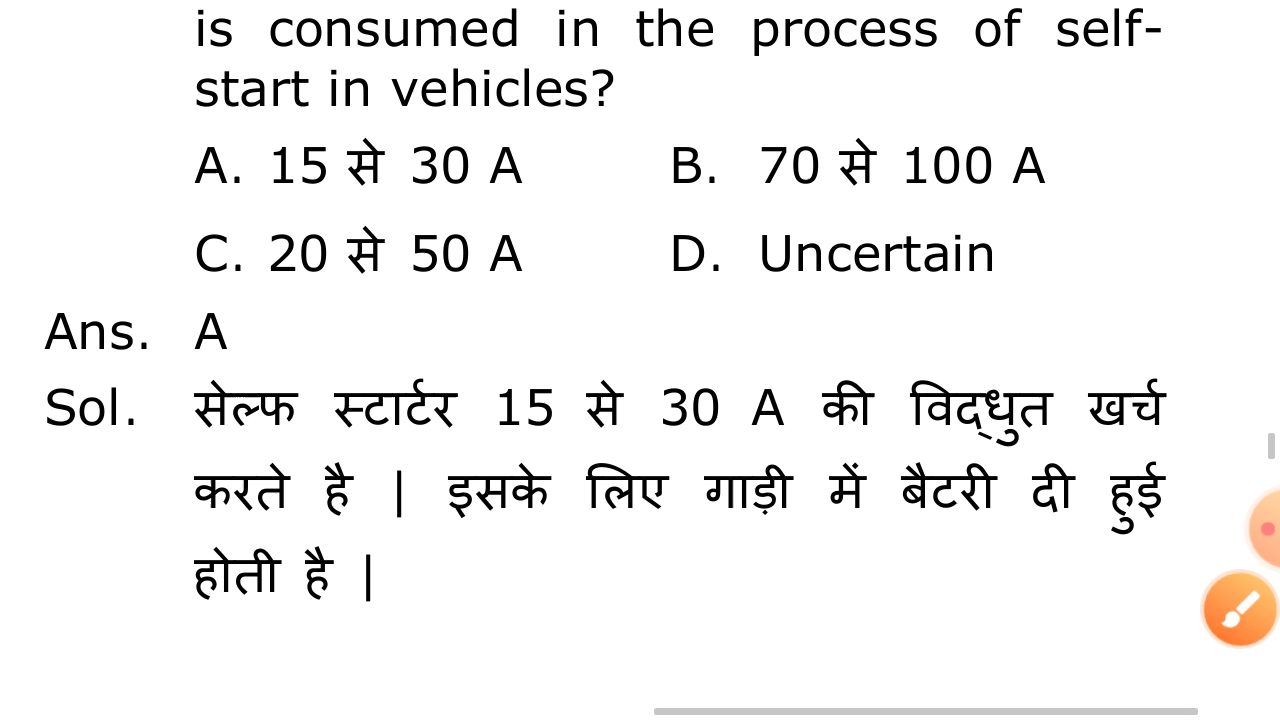 is consumed in the process of self-
start in vehicles?
A. 15 से 30 A B. 70 से 100 A
C. 20 से 50 A D. Uncertain
Ans. A
Sol. सेल्फ स्टार्टर 15 से 30 A की विद्धुत खर्च
करते है | इसके लिए गाड़ी में बैटरी दी हुई
होती है |